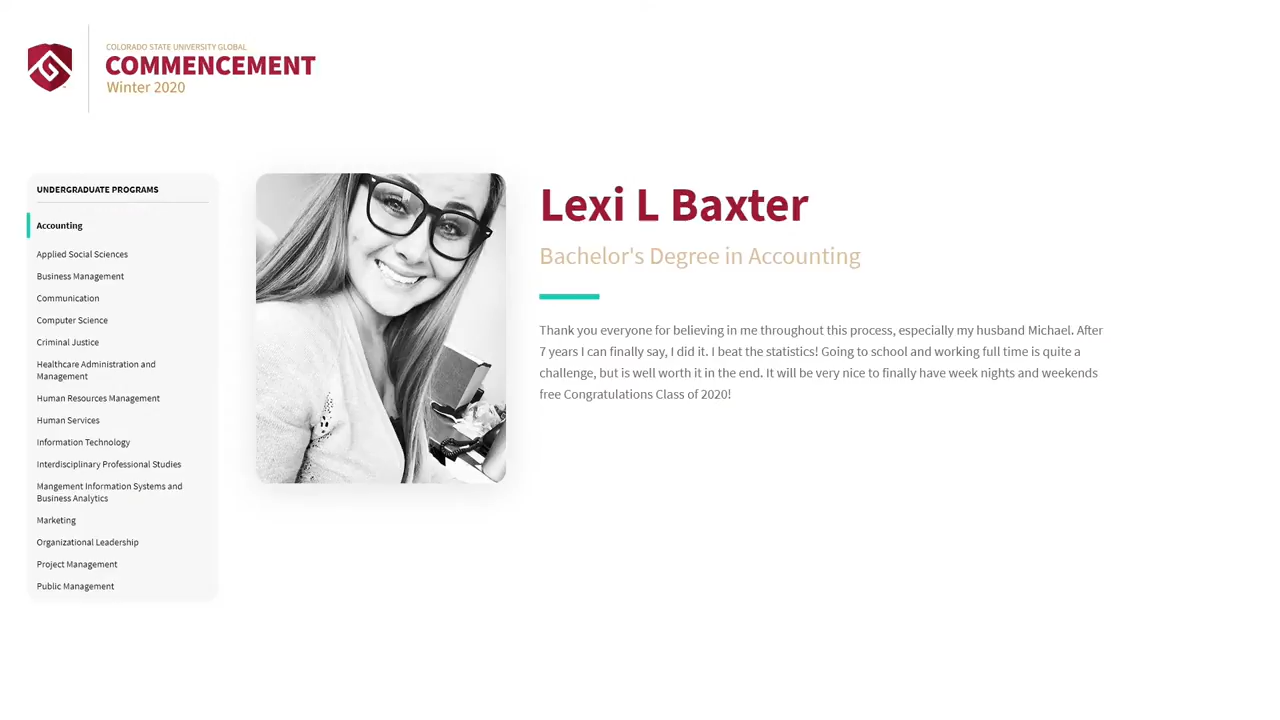 COLORADO STATE UNIVERSITY GLOBAL
COMMENCEMENT
Winter 2020
UNDERGRADUATE PROGRAMS
Accounting
Applied Social Sciences
Business Management
Communication
Computer Science
Criminal Justice
Healthcare Administration and
Management
Human Resources Management
Human Services
Information Technology
Interdisciplinary Professional Studies
Mangement Information Systems and
Business Analytics
Marketing
Organizational Leadership
Project Management
Public Management
Lexi L Baxter
Bachelor's Degree in Accounting
Thank you everyone for believing in me throughout this process, especially my husband Michael. After
7 years I can finally say, I did it. I beat the statistics! Going to school and working full time is quite a
challenge, but is well worth it in the end. It will be very nice to finally have week nights and weekends
free Congratulations Class of 2020!